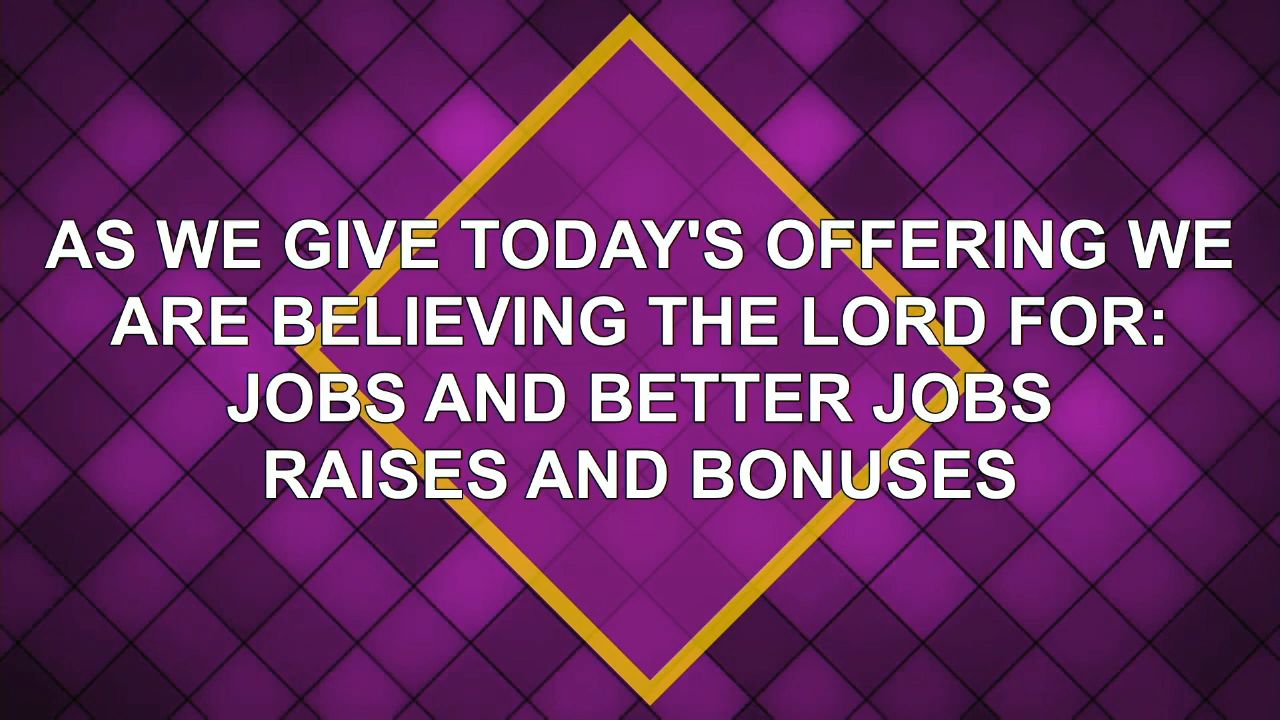 AS WE GIVE TODAY'S OFFERING WE
ARE BELIEVING THE LORD FOR:
JOBS AND BETTER JOBS
RAISES AND BONUSES